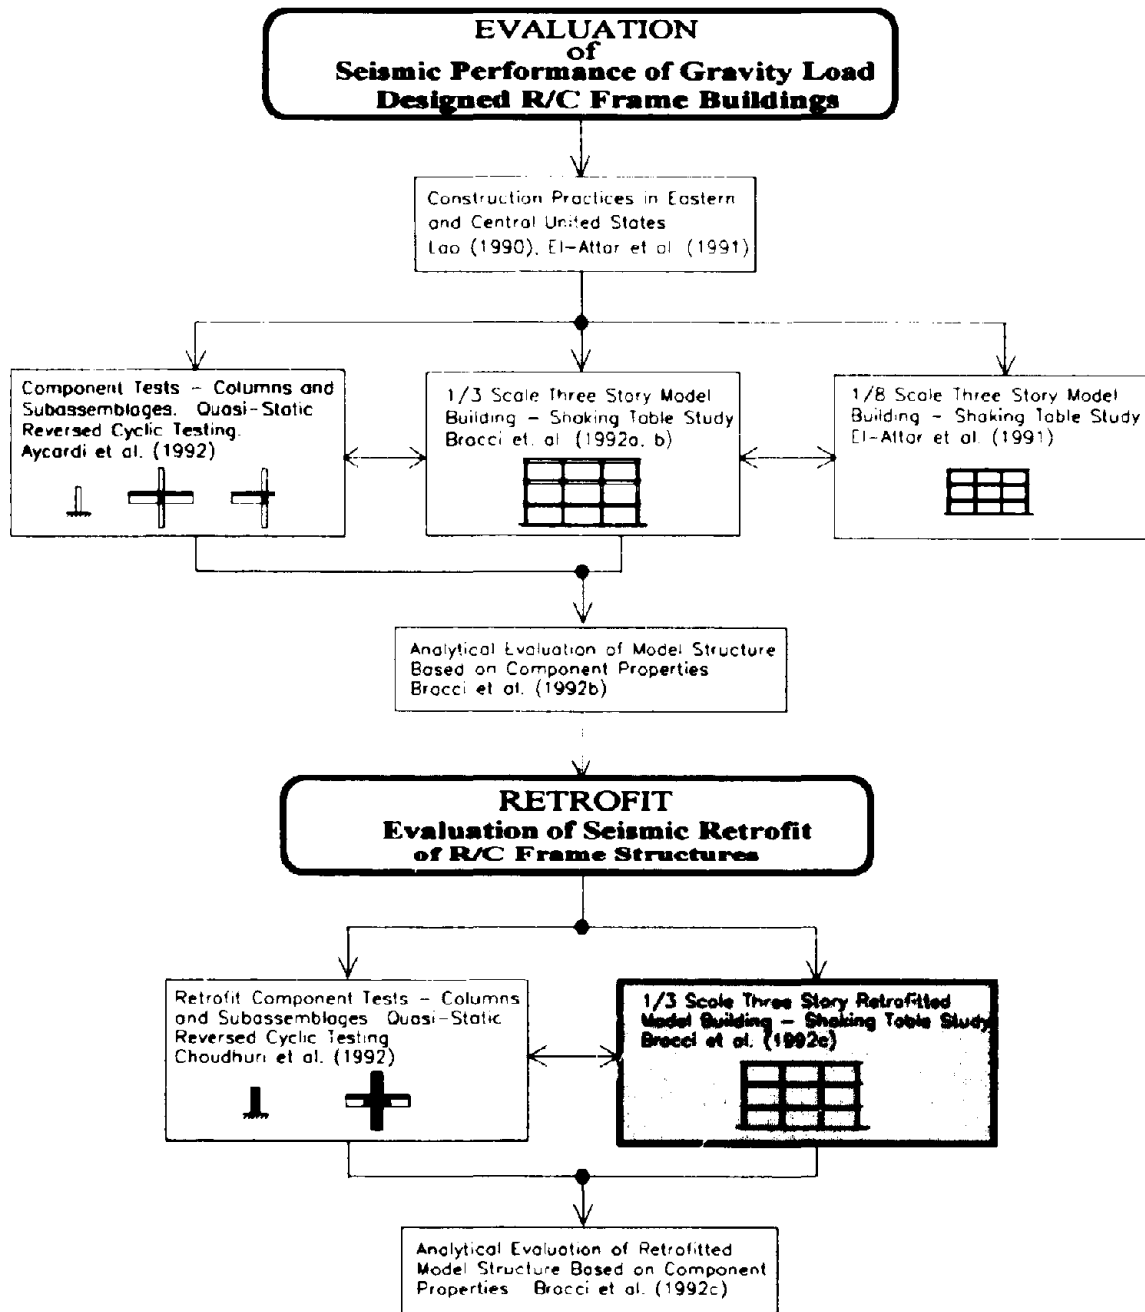 EVALUATION
of
Seismic Performance of Gravity Load
Designed R/C Frame Buildings
Construction Practices in Eastern
and Central United States
Lao (1990), El-Attar et al (1991)
Component Tests - Columns and
Subassemblages. Quasi-Static
Reversed Cyclic Testing.
Aycardi et al. (1992)
1/3 Scale Three Story Model
Building - Shaking Table Study
Bracci et. al (1992a, b)
1/8 Scale Three Story Model
Building - Shaking Table Study
El-Attar et al. (1991)
Analytical Evaluation of Model Structure
Based on Component Properties
Bracci et al. (1992b)
RETROFIT
Evaluation of Seismic Retrofit
of R/C Frame Structures
Retrofit Component Tests - Columns
and Subassemblages Quasi-Static
Reversed Cyclic Testing
Choudhuri et al. (1992)
1/3 Scale Three Story Retrofitted
Model Building - Shaking Table Study
Bracci et al. (1992c)
Analytical Evaluation of Retrofitted
Model Structure Based on Component
Properties Bracci et al. (1992c)